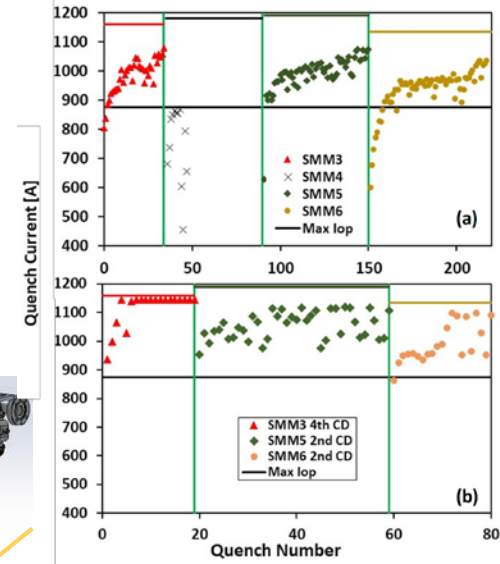 Quench Current [A]
1200
1100
1000
900
800
700
600
500
400
SMM3
SMM4
SMM5
SMM6
Max Iop
(a)
0 50 100 150 200
1200
1100
1000
900
800
700
600
500
400
SMM3 4th CD
SMM5 2nd CD
SMM6 2nd CD
Max Iop
(b)
0 20 40 60 80
Quench Number